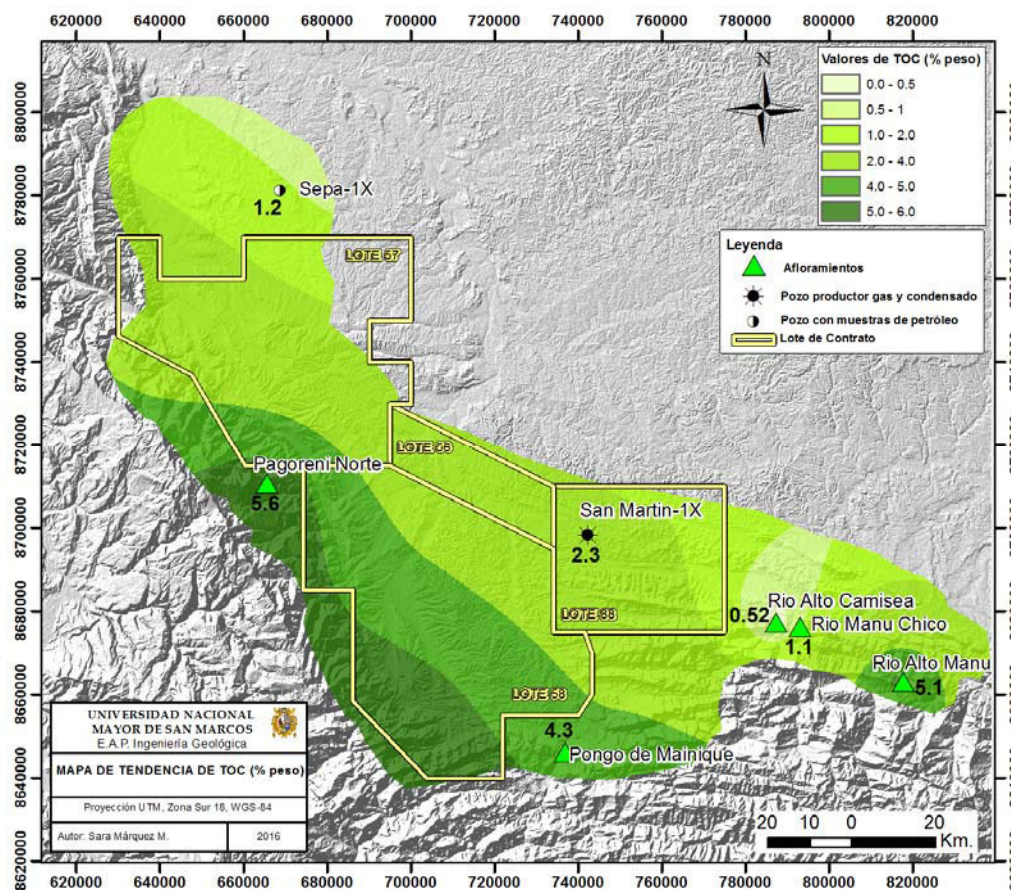 620000 640000 660000 680000 700000 720000 740000 760000 780000 800000 820000
8800000
8780000
8760000
8740000
8720000
8700000
8680000
8660000
8640000
8620000
N
Valores de TOC (% peso)
0.0 - 0.5
0.5 - 1
1.0 - 2.0
2.0 - 4.0
4.0 - 5.0
5.0 - 6.0
Leyenda
Afloramientos
Pozo productor gas y condensado
Pozo con muestras de petróleo
Lote de Contrato
Sepa-1X
1.2
LOTE 57
LOTE 56
Pagoreni Norte
5.6
San Martin-1X
2.3
LOTE 88
0.52
Rio Alto Camisea
Rio Manu Chico
1.1
Rio Alto Manu
5.1
LOTE 58
4.3
Pongo de Mainique
UNIVERSIDAD NACIONAL
MAYOR DE SAN MARCOS
E.A.P. Ingeniería Geológica
MAPA DE TENDENCIA DE TOC (% peso)
Proyección UTM, Zona Sur 18, WGS-84
Autor: Sara Márquez M. 2016
20 10 0 20
Km.
620000 640000 660000 680000 700000 720000 740000 760000 780000 800000 820000